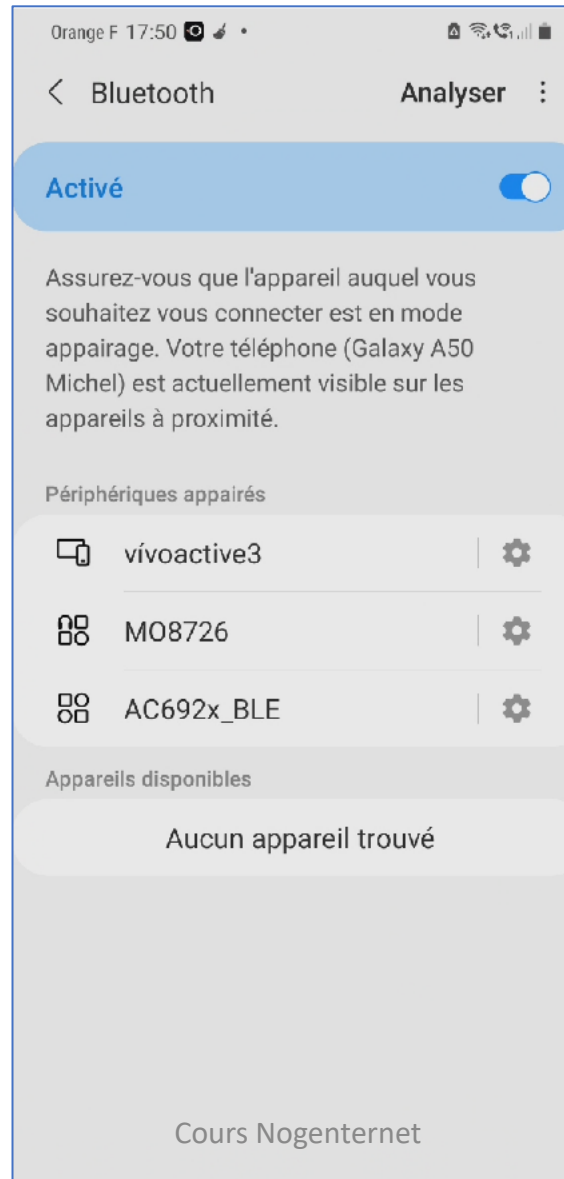 Orange F 17:50
Bluetooth Analyser
Activé
Assurez-vous que l'appareil auquel vous
souhaitez vous connecter est en mode
appairage. Votre téléphone (Galaxy A50
Michel) est actuellement visible sur les
appareils à proximité.
Périphériques appairés
vívoactive3
MO8726
AC692x_BLE
Appareils disponibles
Aucun appareil trouvé
Cours Nogenternet